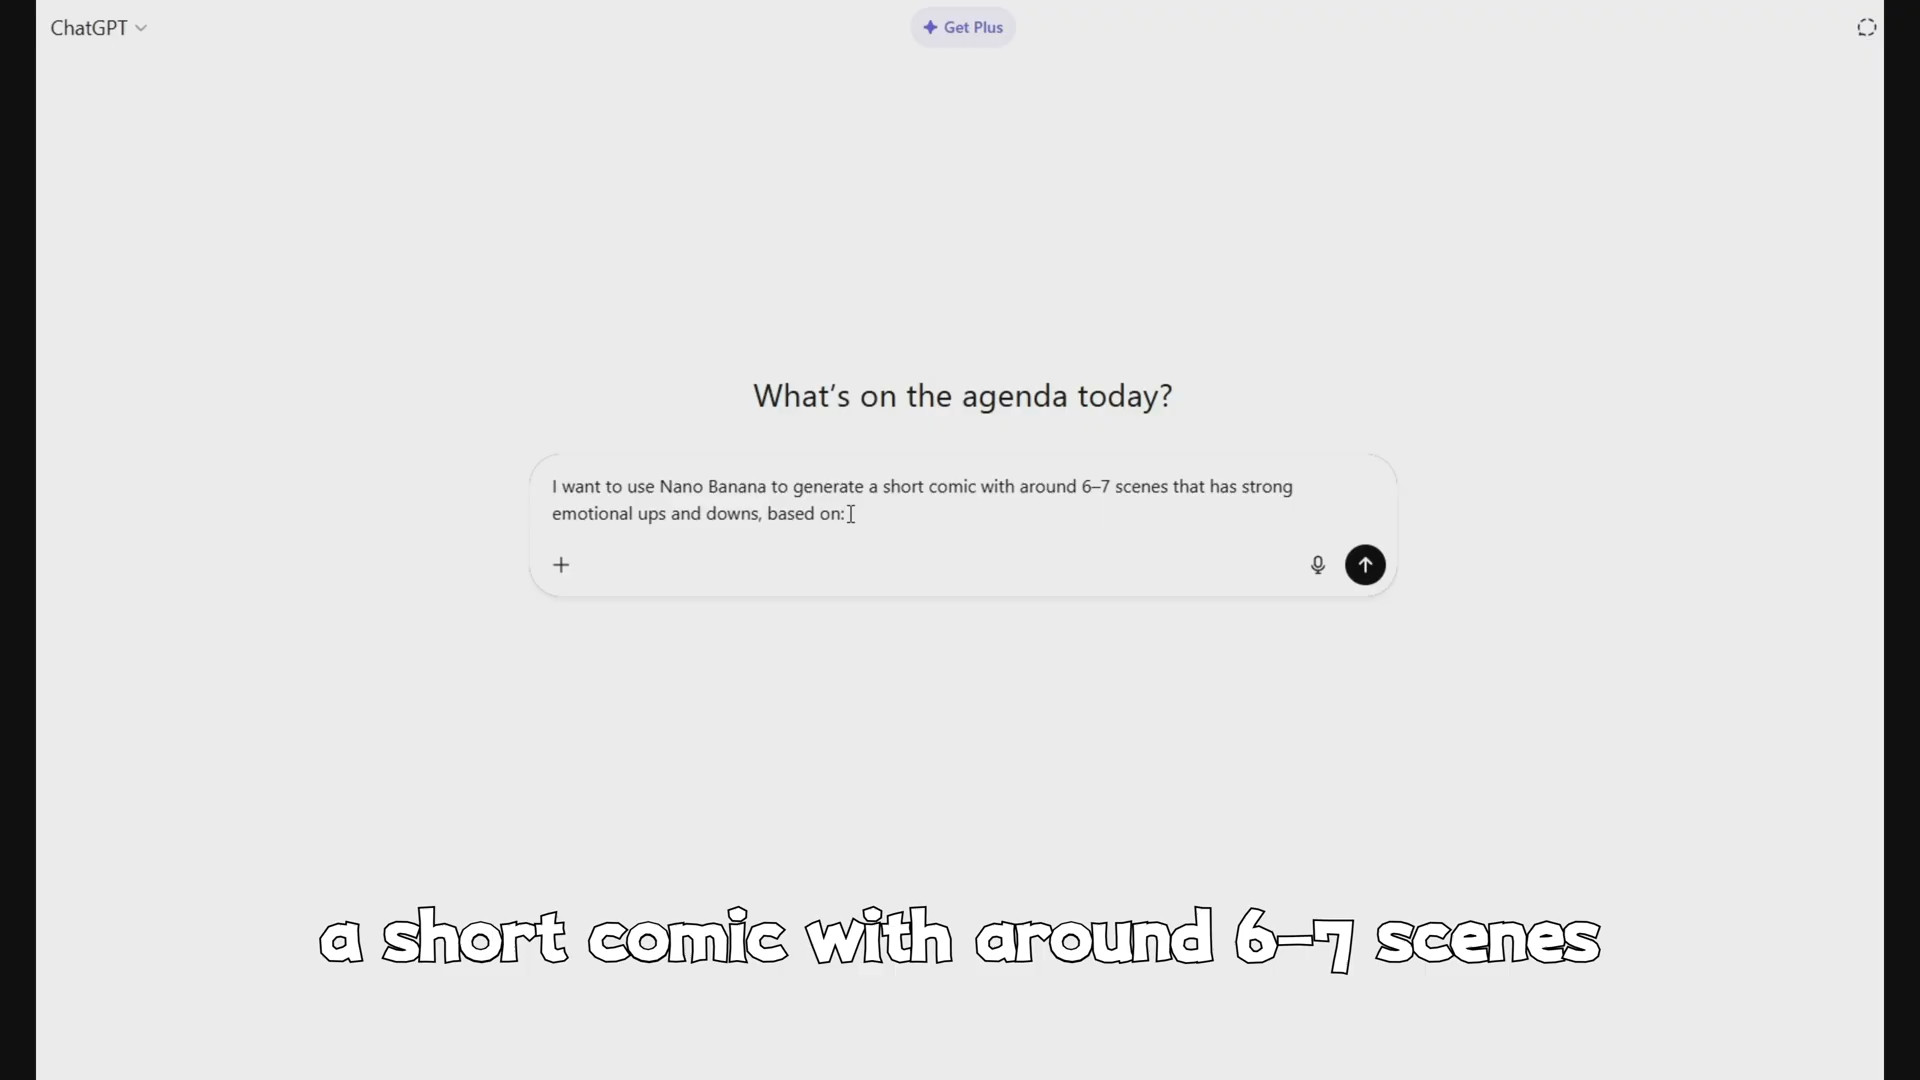 ChatGPT
Get Plus
What's on the agenda today?
I want to use Nano Banana to generate a short comic with around 6–7 scenes that has strong
emotional ups and downs, based on:
a short comic with around 6–7 scenes